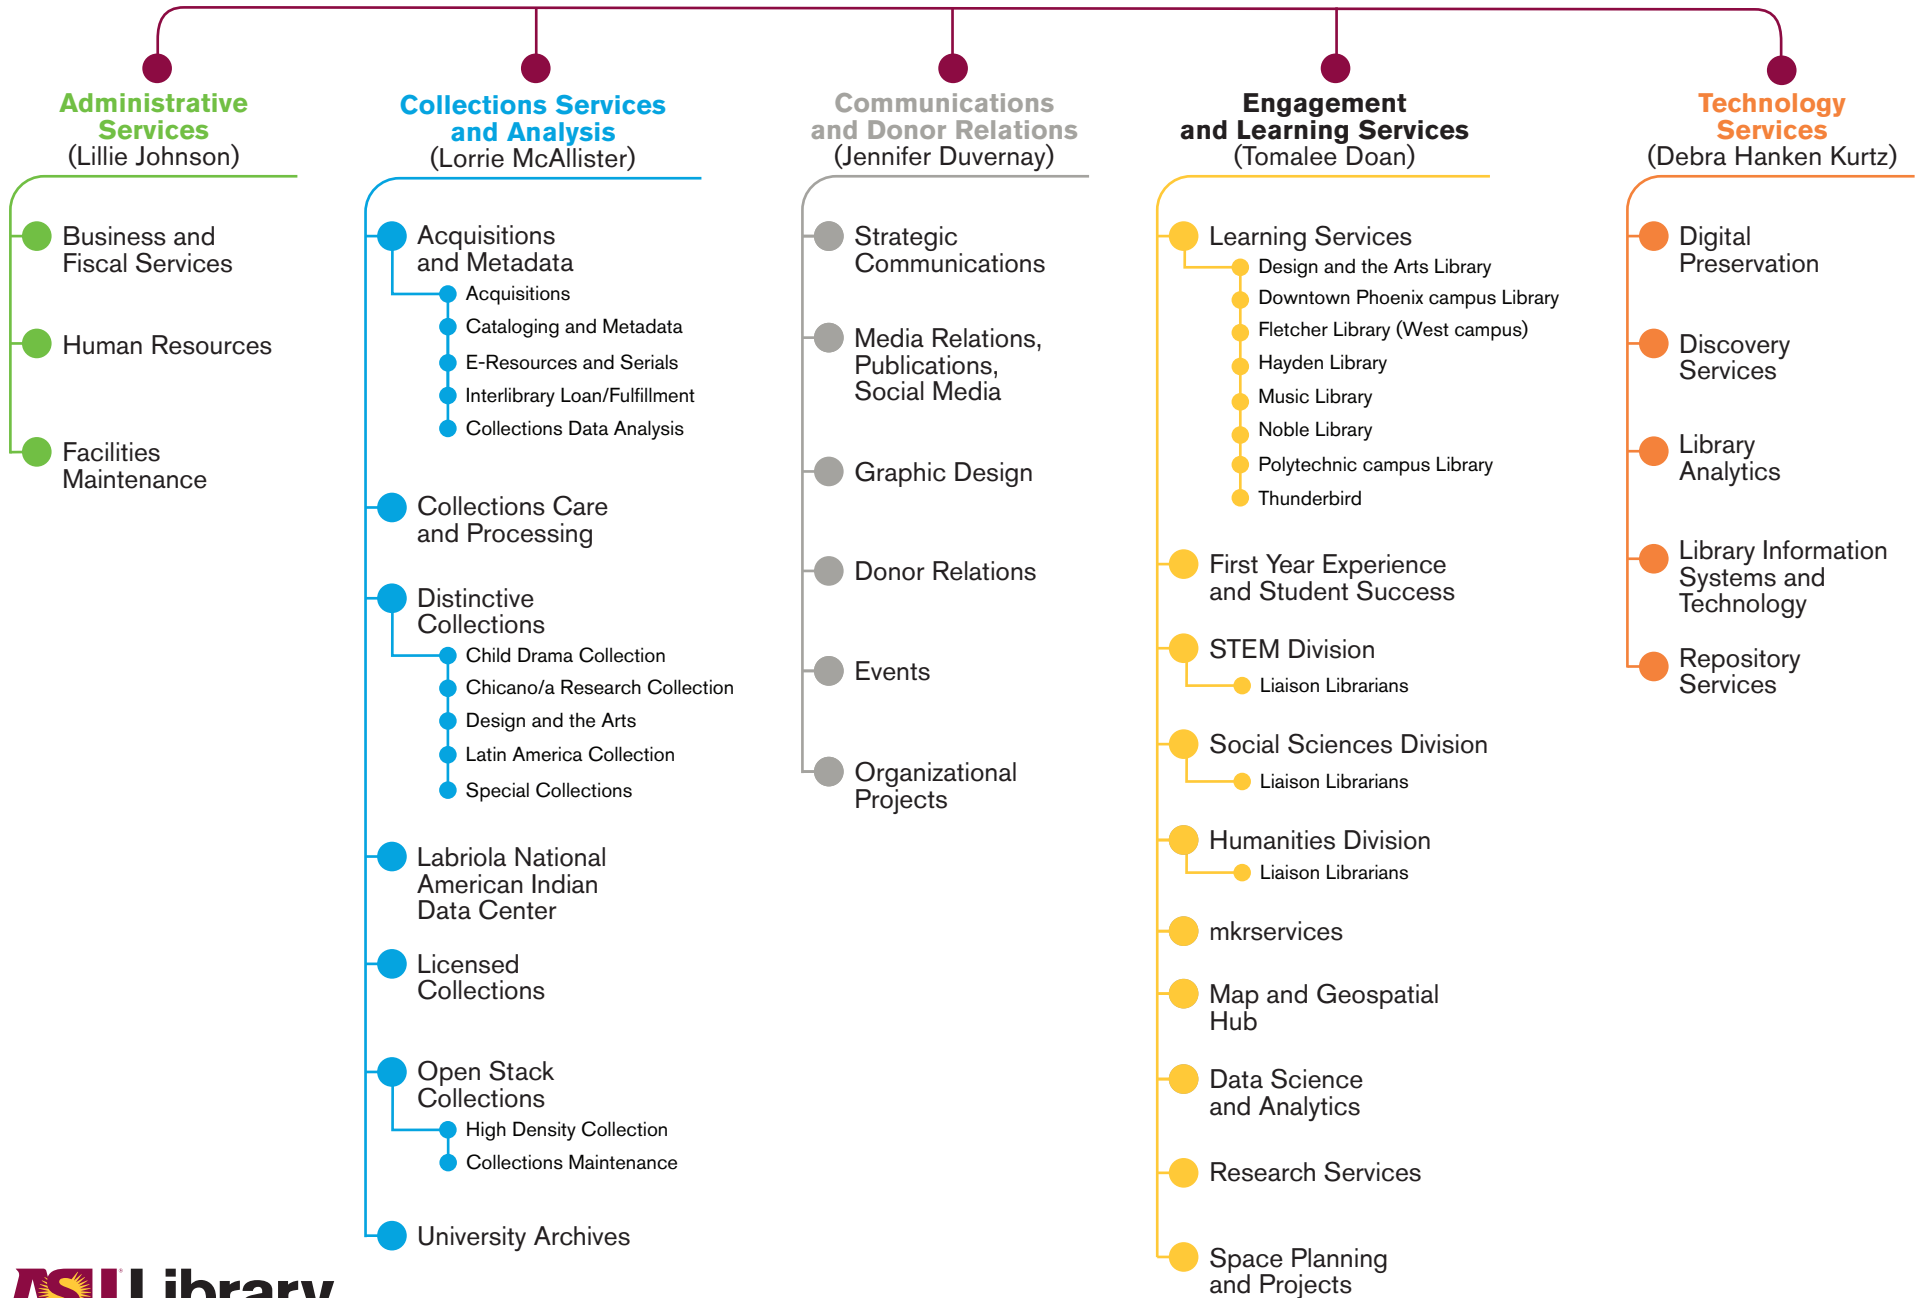 Administrative
Services
(Lillie Johnson)
Business and
Fiscal Services
Human Resources
Facilities
Maintenance
Collections Services
and Analysis
(Lorrie McAllister)
Acquisitions
and Metadata
Acquisitions
Cataloging and Metadata
E-Resources and Serials
Interlibrary Loan/Fulfillment
Collections Data Analysis
Collections Care
and Processing
Distinctive
Collections
Child Drama Collection
Chicano/a Research Collection
Design and the Arts
Latin America Collection
Special Collections
Labriola National
American Indian
Data Center
Licensed
Collections
Open Stack
Collections
High Density Collection
Collections Maintenance
University Archives
Communications
and Donor Relations
(Jennifer Duvernay)
Strategic
Communications
Media Relations,
Publications,
Social Media
Graphic Design
Donor Relations
Events
Organizational
Projects
Engagement
and Learning Services
(Tomalee Doan)
Learning Services
Design and the Arts Library
Downtown Phoenix campus Library
Fletcher Library (West campus)
Hayden Library
Music Library
Noble Library
Polytechnic campus Library
Thunderbird
First Year Experience
and Student Success
STEM Division
Liaison Librarians
Social Sciences Division
Liaison Librarians
Humanities Division
Liaison Librarians
mkrservices
Map and Geospatial
Hub
Data Science
and Analytics
Research Services
Space Planning
and Projects
Technology
Services
(Debra Hanken Kurtz)
Digital
Preservation
Discovery
Services
Library
Analytics
Library Information
Systems and
Technology
Repository
Services
ASU Library